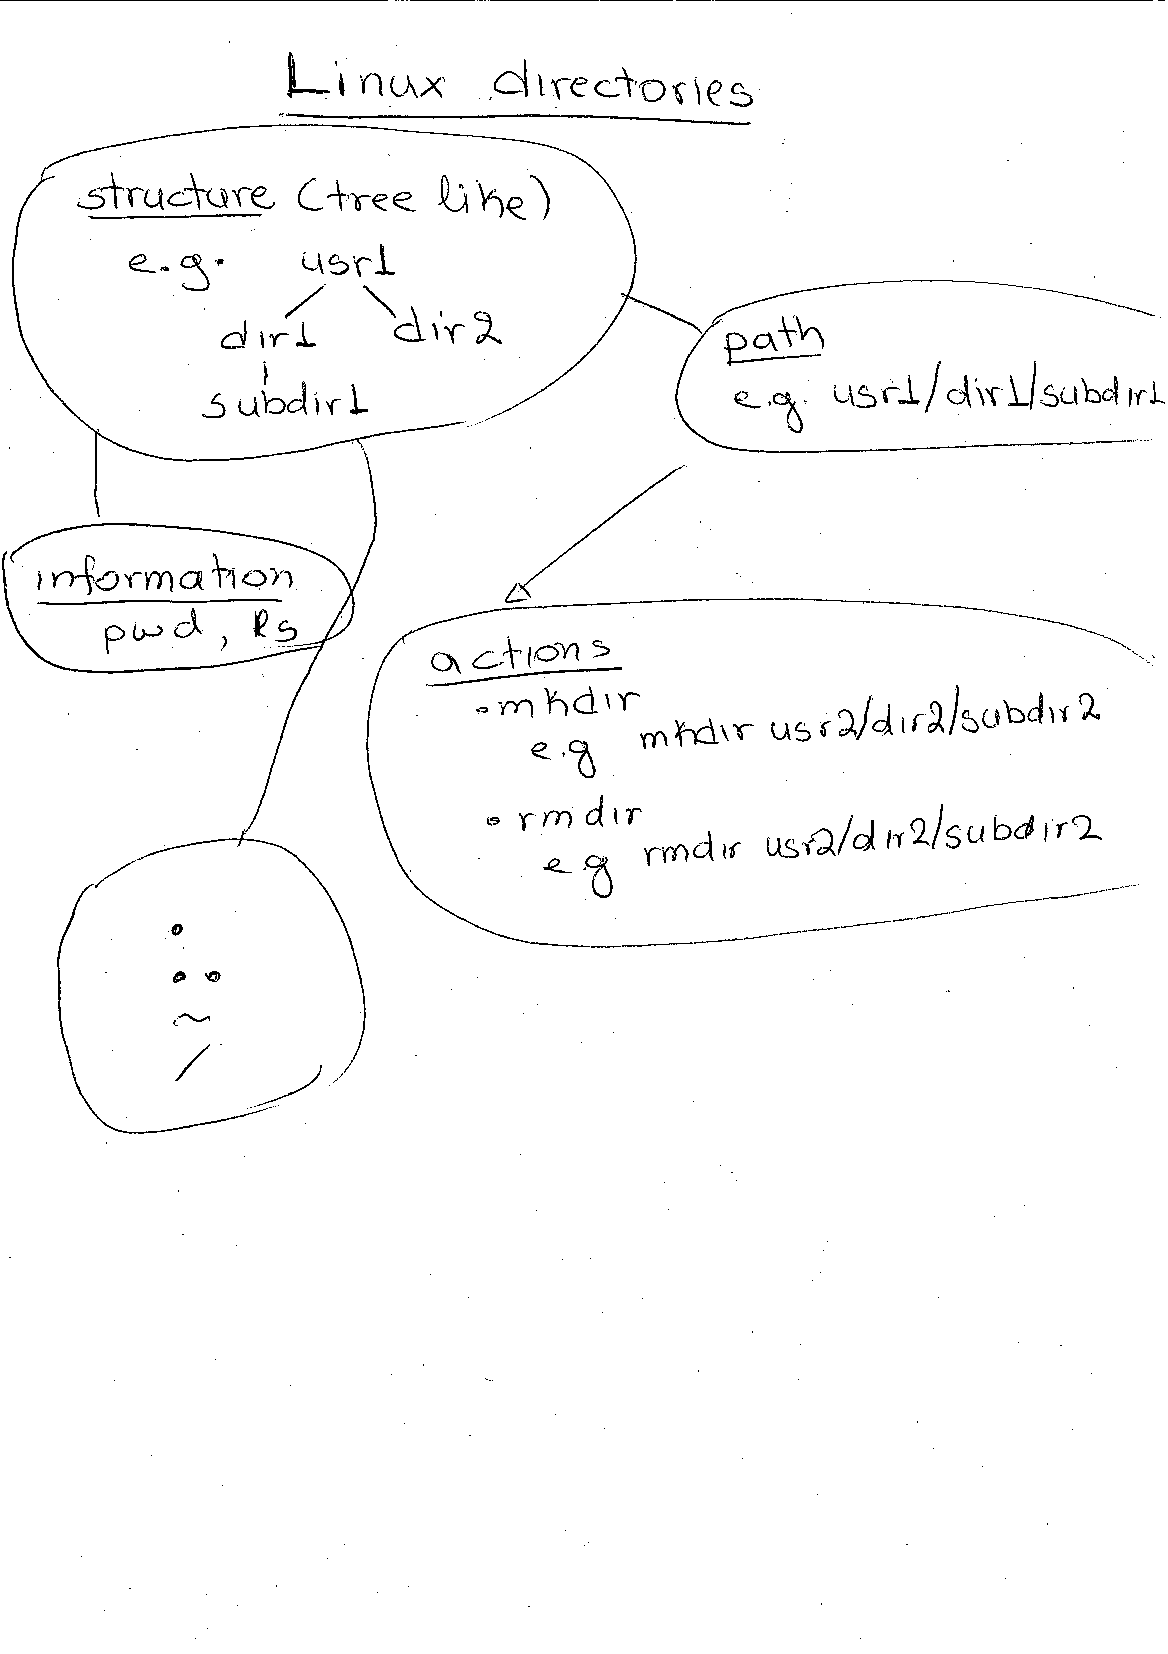 Linux directories
structure (tree like)
e.g. usr1
dir1 dir2
subdir1
path
e.g. usr1/dir1/subdir1
information
pwd, ls
actions
• mkdir
e.g mkdir usr2/dir2/subdir2
• rmdir
e g rmdir usr2/dir2/subdir2
.
..
~
/